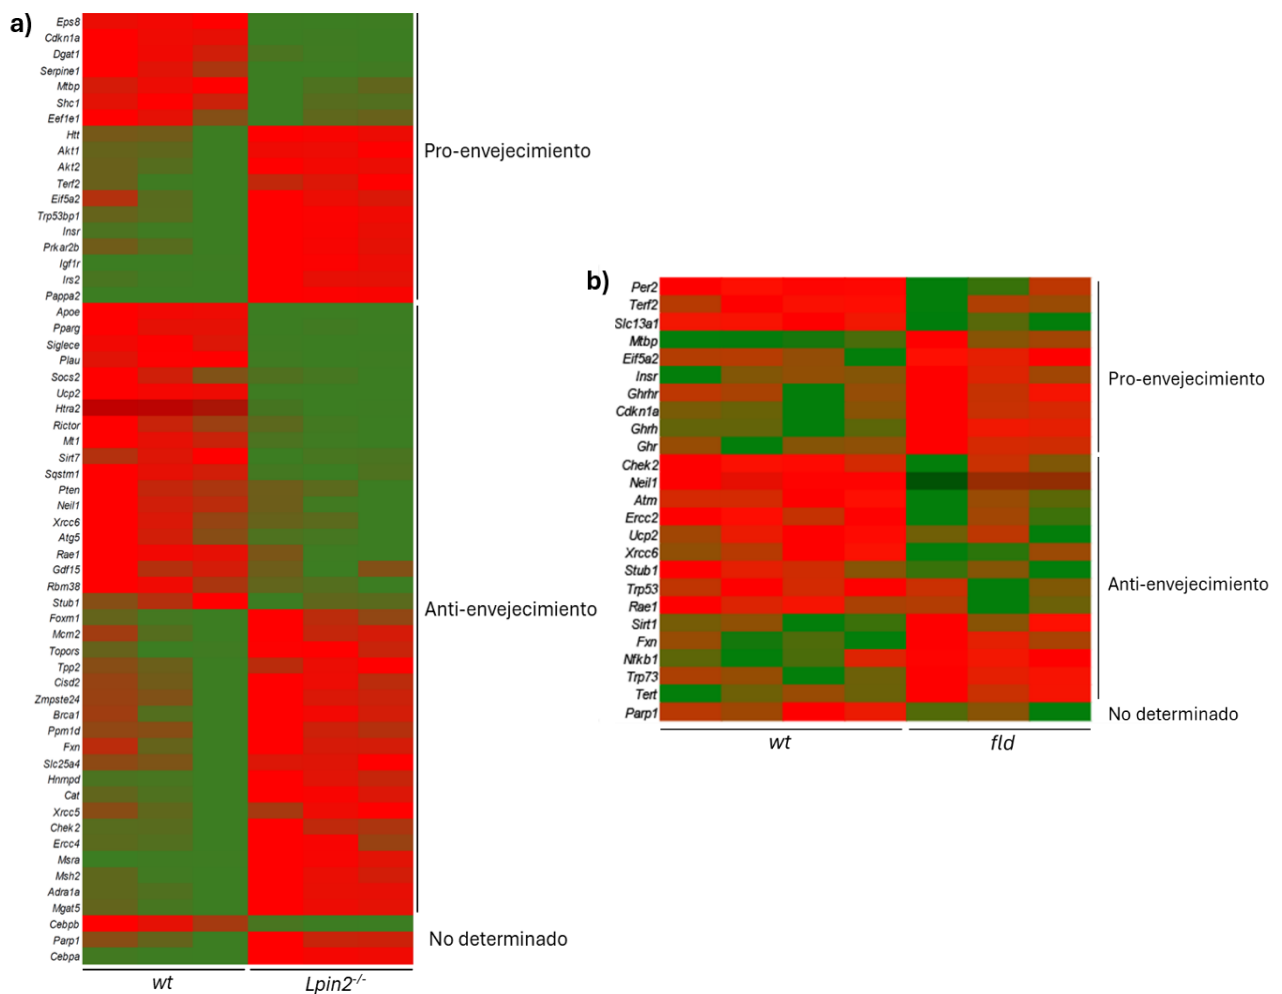 a)
Eps8
Cdkn1a
Dgat1
Serpine1
Mtbp
Shc1
Eef1e1
Htt
Akt1
Akt2
Terf2
Eif5a2
Trp53bp1
Insr
Prkar2b
Igf1r
Irs2
Pappa2
Pro-envejecimiento
Apoe
Pparg
Siglece
Plau
Socs2
Ucp2
Htra2
Rictor
Mt1
Sirt7
Sqstm1
Pten
Neil1
Xrcc6
Atg5
Rae1
Gdf15
Rbm38
Stub1
Foxm1
Mcm2
Topors
Tpp2
Cisd2
Zmpste24
Brca1
Ppm1d
Fxn
Slc25a4
Hnrnpd
Cat
Xrcc5
Chek2
Ercc4
Msra
Msh2
Adra1a
Mgat5
Anti-envejecimiento
Cebpb
Parp1
Cebpa
No determinado
wt
Lpin2-/-
b)
Per2
Terf2
Slc13a1
Mtbp
Eif5a2
Insr
Ghrhr
Cdkn1a
Ghrh
Ghr
Pro-envejecimiento
Chek2
Neil1
Atm
Ercc2
Ucp2
Xrcc6
Stub1
Trp53
Rae1
Sirt1
Fxn
Nfkb1
Trp73
Tert
Anti-envejecimiento
Parp1
No determinado
wt
fld